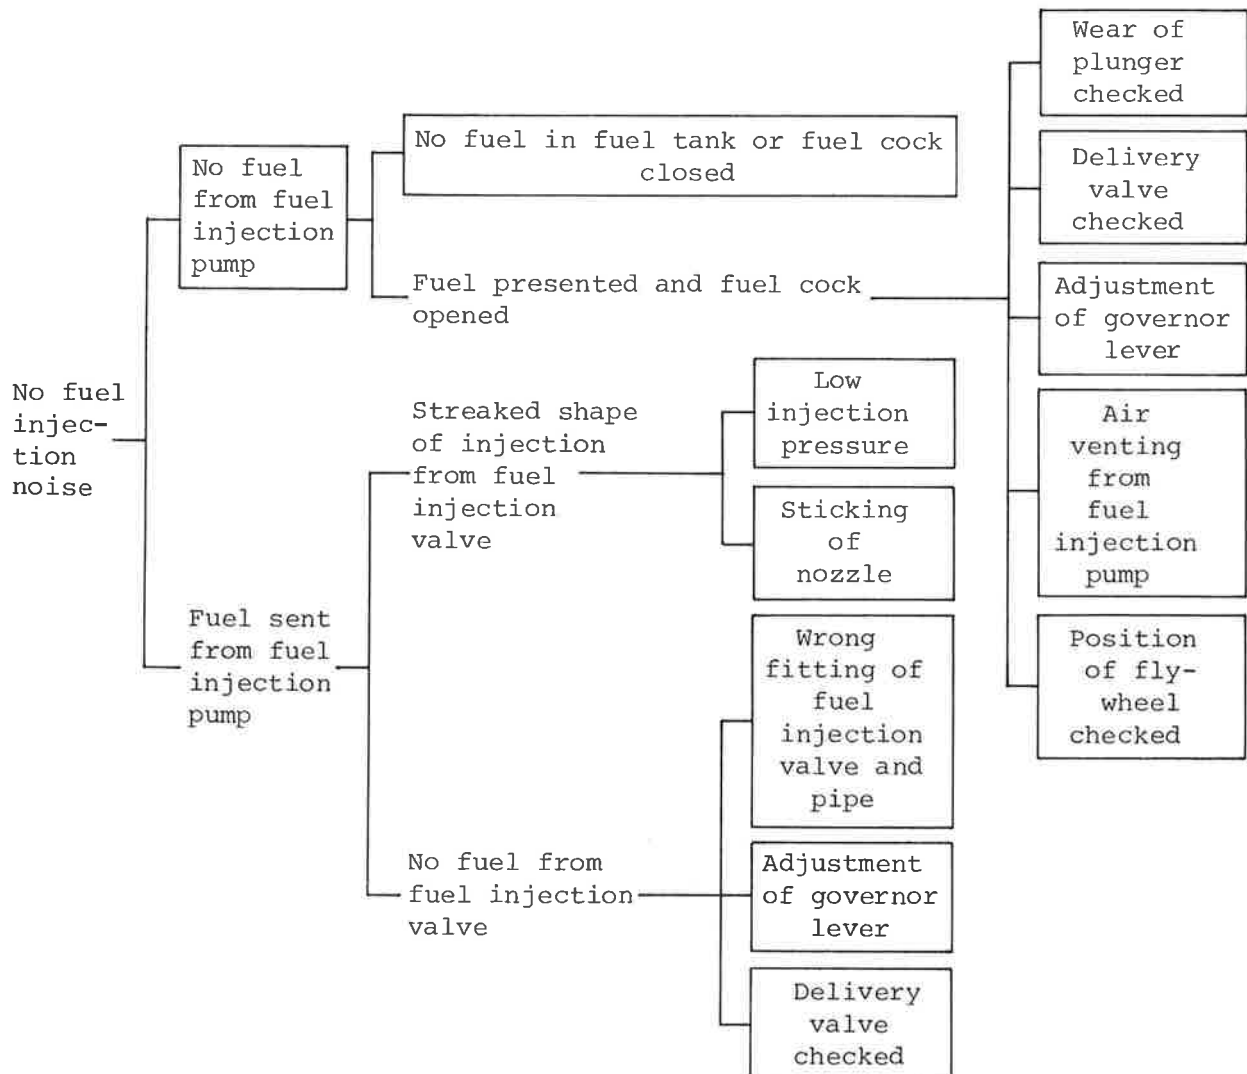 No fuel
injec-
tion
noise
No fuel
from fuel
injection
pump
No fuel in fuel tank or fuel cock
closed
Fuel presented and fuel cock
opened
Wear of
plunger
checked
Delivery
valve
checked
Adjustment
of governor
lever
Air
venting
from
fuel
injection
pump
Position
of fly-
wheel
checked
Fuel sent
from fuel
injection
pump
Streaked shape
of injection
from fuel
injection
valve
Low
injection
pressure
Sticking
of
nozzle
No fuel from
fuel injection
valve
Wrong
fitting of
fuel
injection
valve and
pipe
Adjustment
of governor
lever
Delivery
valve
checked